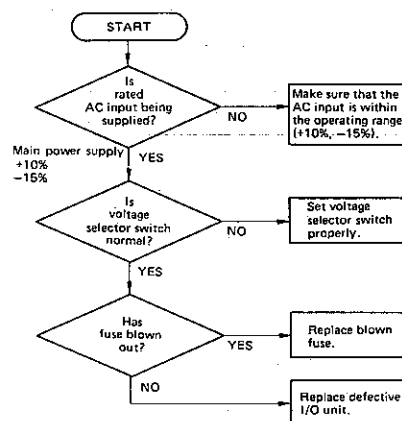 START
Is
rated
AC input being
supplied?
NO
Make sure that the
AC input is within
the operating range
(+10%, −15%).
Main power supply
+10%
−15%
YES
Is
voltage
selector switch
normal?
NO
Set voltage
selector switch
properly.
YES
Has
fuse blown
out?
YES
Replace blown
fuse.
NO
Replace defective
I/O unit.